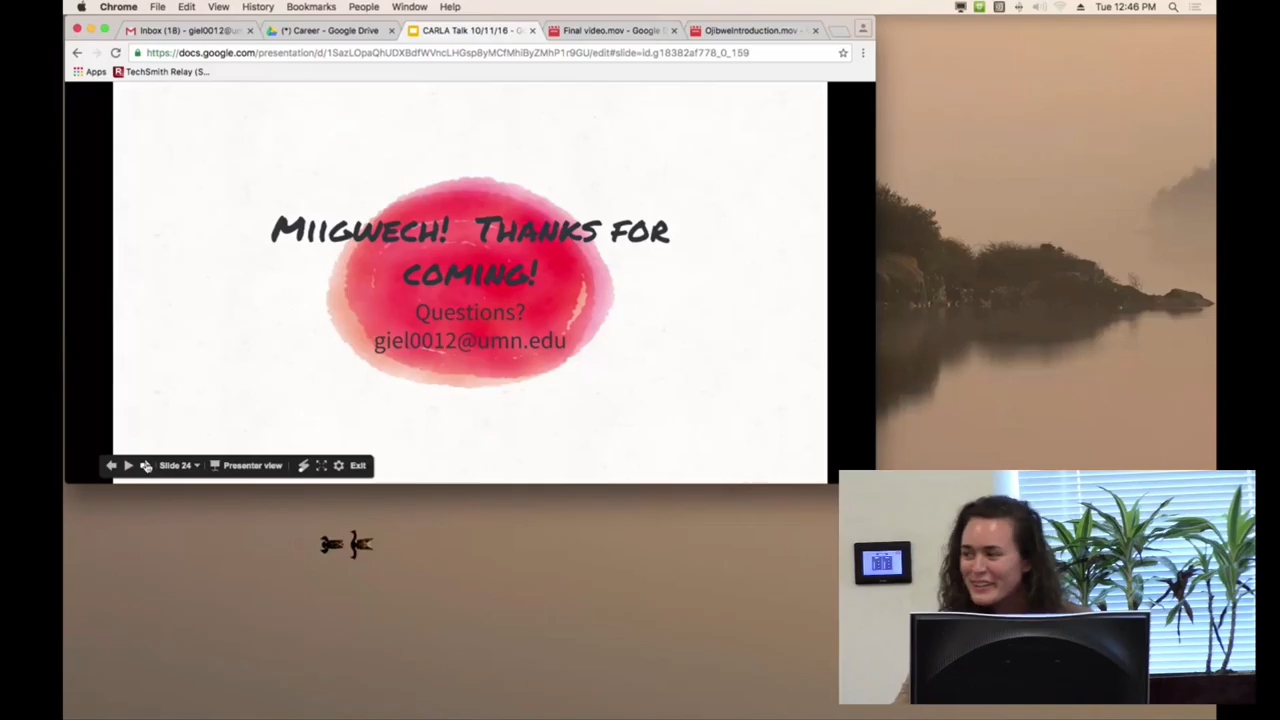 Chrome File Edit View History Bookmarks People Window Help
Tue 12:46 PM
Inbox (18) - giel0012@um
(*) Career - Google Drive
CARLA Talk 10/11/16 - G
Final video.mov - Google D
OjibweIntroduction.mov -
https://docs.google.com/presentation/d/1SazLOpaQhUDXBdfWVncLHGsp8yMCfMhiByZMhP1r9GU/edit#slide=id.g18382af778_0_159
Apps
TechSmith Relay (S...
Miigwech! Thanks for
coming!
Questions?
giel0012@umn.edu
Slide 24
Presenter view
Exit